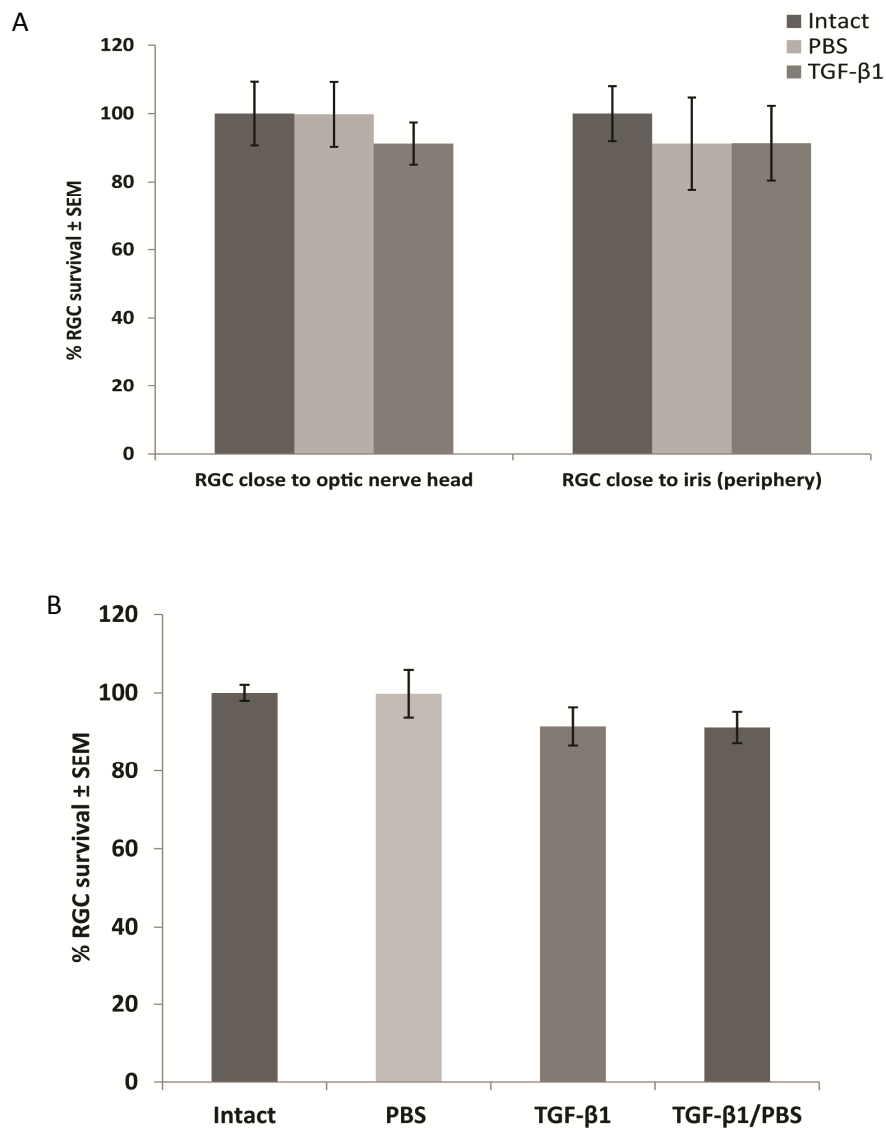 A
Intact
PBS
TGF-β1
120
100
80
60
40
20
0
% RGC survival ± SEM
RGC close to optic nerve head
RGC close to iris (periphery)
B
120
100
80
60
40
20
0
% RGC survival ± SEM
Intact
PBS
TGF-β1
TGF-β1/PBS